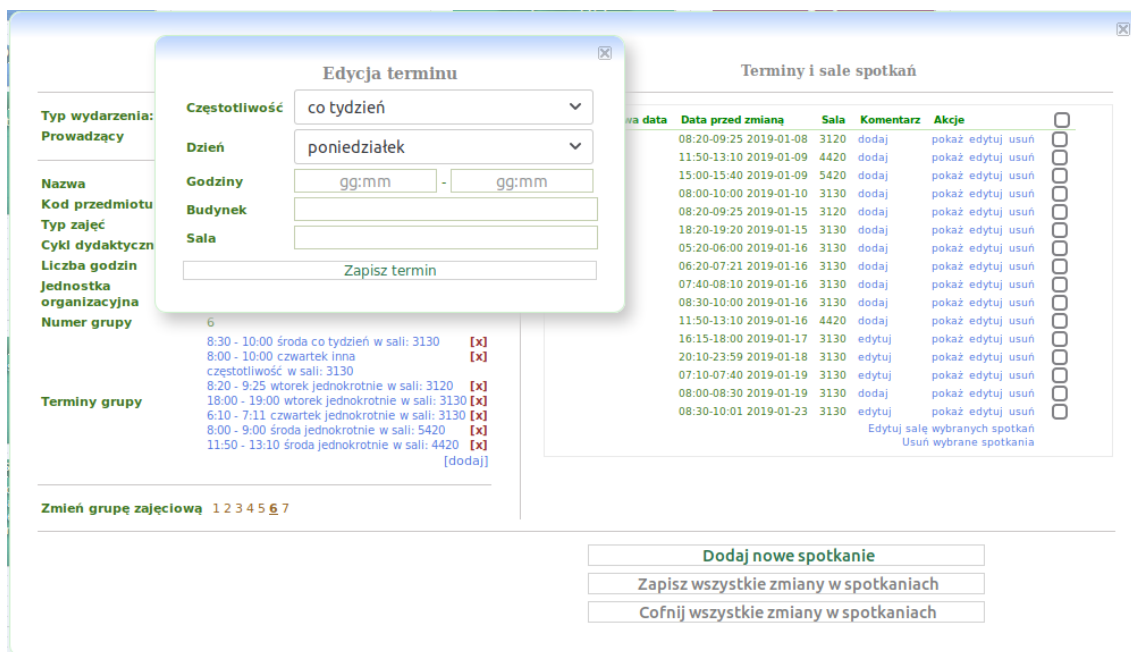 Edycja terminu
Częstotliwość co tydzień
Dzień poniedziałek
Godziny gg:mm - gg:mm
Budynek
Sala
Zapisz termin
Typ wydarzenia:
Prowadzący
Nazwa
Kod przedmiotu
Typ zajęć
Cykl dydaktyczn
Liczba godzin
Jednostka
organizacyjna
Numer grupy 6
Terminy grupy
8:30 - 10:00 środa co tydzień w sali: 3130 [x]
8:00 - 10:00 czwartek inna [x]
częstotliwość w sali: 3130
8:20 - 9:25 wtorek jednokrotnie w sali: 3120 [x]
18:00 - 19:00 wtorek jednokrotnie w sali: 3130 [x]
6:10 - 7:11 czwartek jednokrotnie w sali: 3130 [x]
8:00 - 9:00 środa jednokrotnie w sali: 5420 [x]
11:50 - 13:10 środa jednokrotnie w sali: 4420 [x]
[dodaj]
Zmień grupę zajęciową 1 2 3 4 5 6 7
Terminy i sale spotkań
wa data Data przed zmianą Sala Komentarz Akcje
08:20-09:25 2019-01-08 3120 dodaj pokaż edytuj usuń
11:50-13:10 2019-01-09 4420 dodaj pokaż edytuj usuń
15:00-15:40 2019-01-09 5420 dodaj pokaż edytuj usuń
08:00-10:00 2019-01-10 3130 dodaj pokaż edytuj usuń
08:20-09:25 2019-01-15 3120 dodaj pokaż edytuj usuń
18:20-19:20 2019-01-15 3130 dodaj pokaż edytuj usuń
05:20-06:00 2019-01-16 3130 dodaj pokaż edytuj usuń
06:20-07:21 2019-01-16 3130 dodaj pokaż edytuj usuń
07:40-08:10 2019-01-16 3130 dodaj pokaż edytuj usuń
08:30-10:00 2019-01-16 3130 dodaj pokaż edytuj usuń
11:50-13:10 2019-01-16 4420 dodaj pokaż edytuj usuń
16:15-18:00 2019-01-17 3130 edytuj pokaż edytuj usuń
20:10-23:59 2019-01-18 3130 edytuj pokaż edytuj usuń
07:10-07:40 2019-01-19 3130 edytuj pokaż edytuj usuń
08:00-08:30 2019-01-19 3130 dodaj pokaż edytuj usuń
08:30-10:01 2019-01-23 3130 edytuj pokaż edytuj usuń
Edytuj salę wybranych spotkań
Usuń wybrane spotkania
Dodaj nowe spotkanie
Zapisz wszystkie zmiany w spotkaniach
Cofnij wszystkie zmiany w spotkaniach